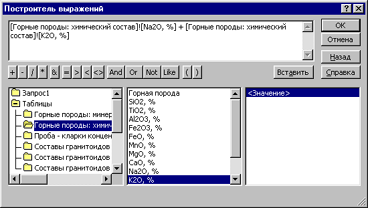 Построитель выражений
[Горные породы: химический состав]![Na2O, %] + [Горные породы: химический
состав]![K2O, %]
ОК
Отмена
Назад
+ - / * & = > < <> And Or Not Like ( )
Вставить
Справка
Запрос1
Таблицы
Горные породы: минер
Горные породы: хими
Проба - кларки концен
Составы гранитоидов
Составы гранитоидов
Составы гранитоидов
Горная порода
SiO2, %
TiO2, %
Al2O3, %
Fe2O3, %
FeO, %
MnO, %
MgO, %
CaO, %
Na2O, %
K2O, %
<Значение>